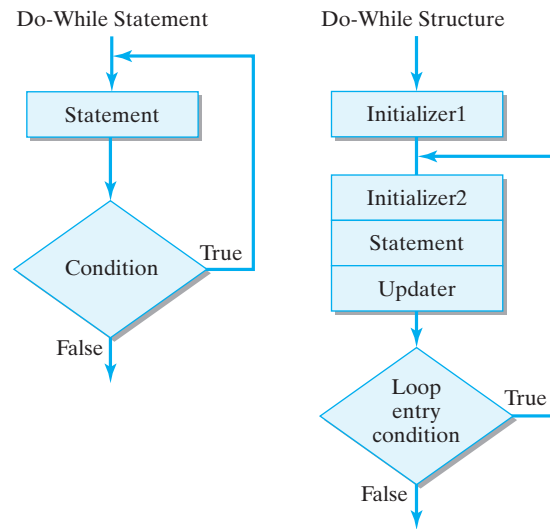 Do-While Statement
Statement
Condition
True
False
Do-While Structure
Initializer1
Initializer2
Statement
Updater
Loop
entry
condition
True
False